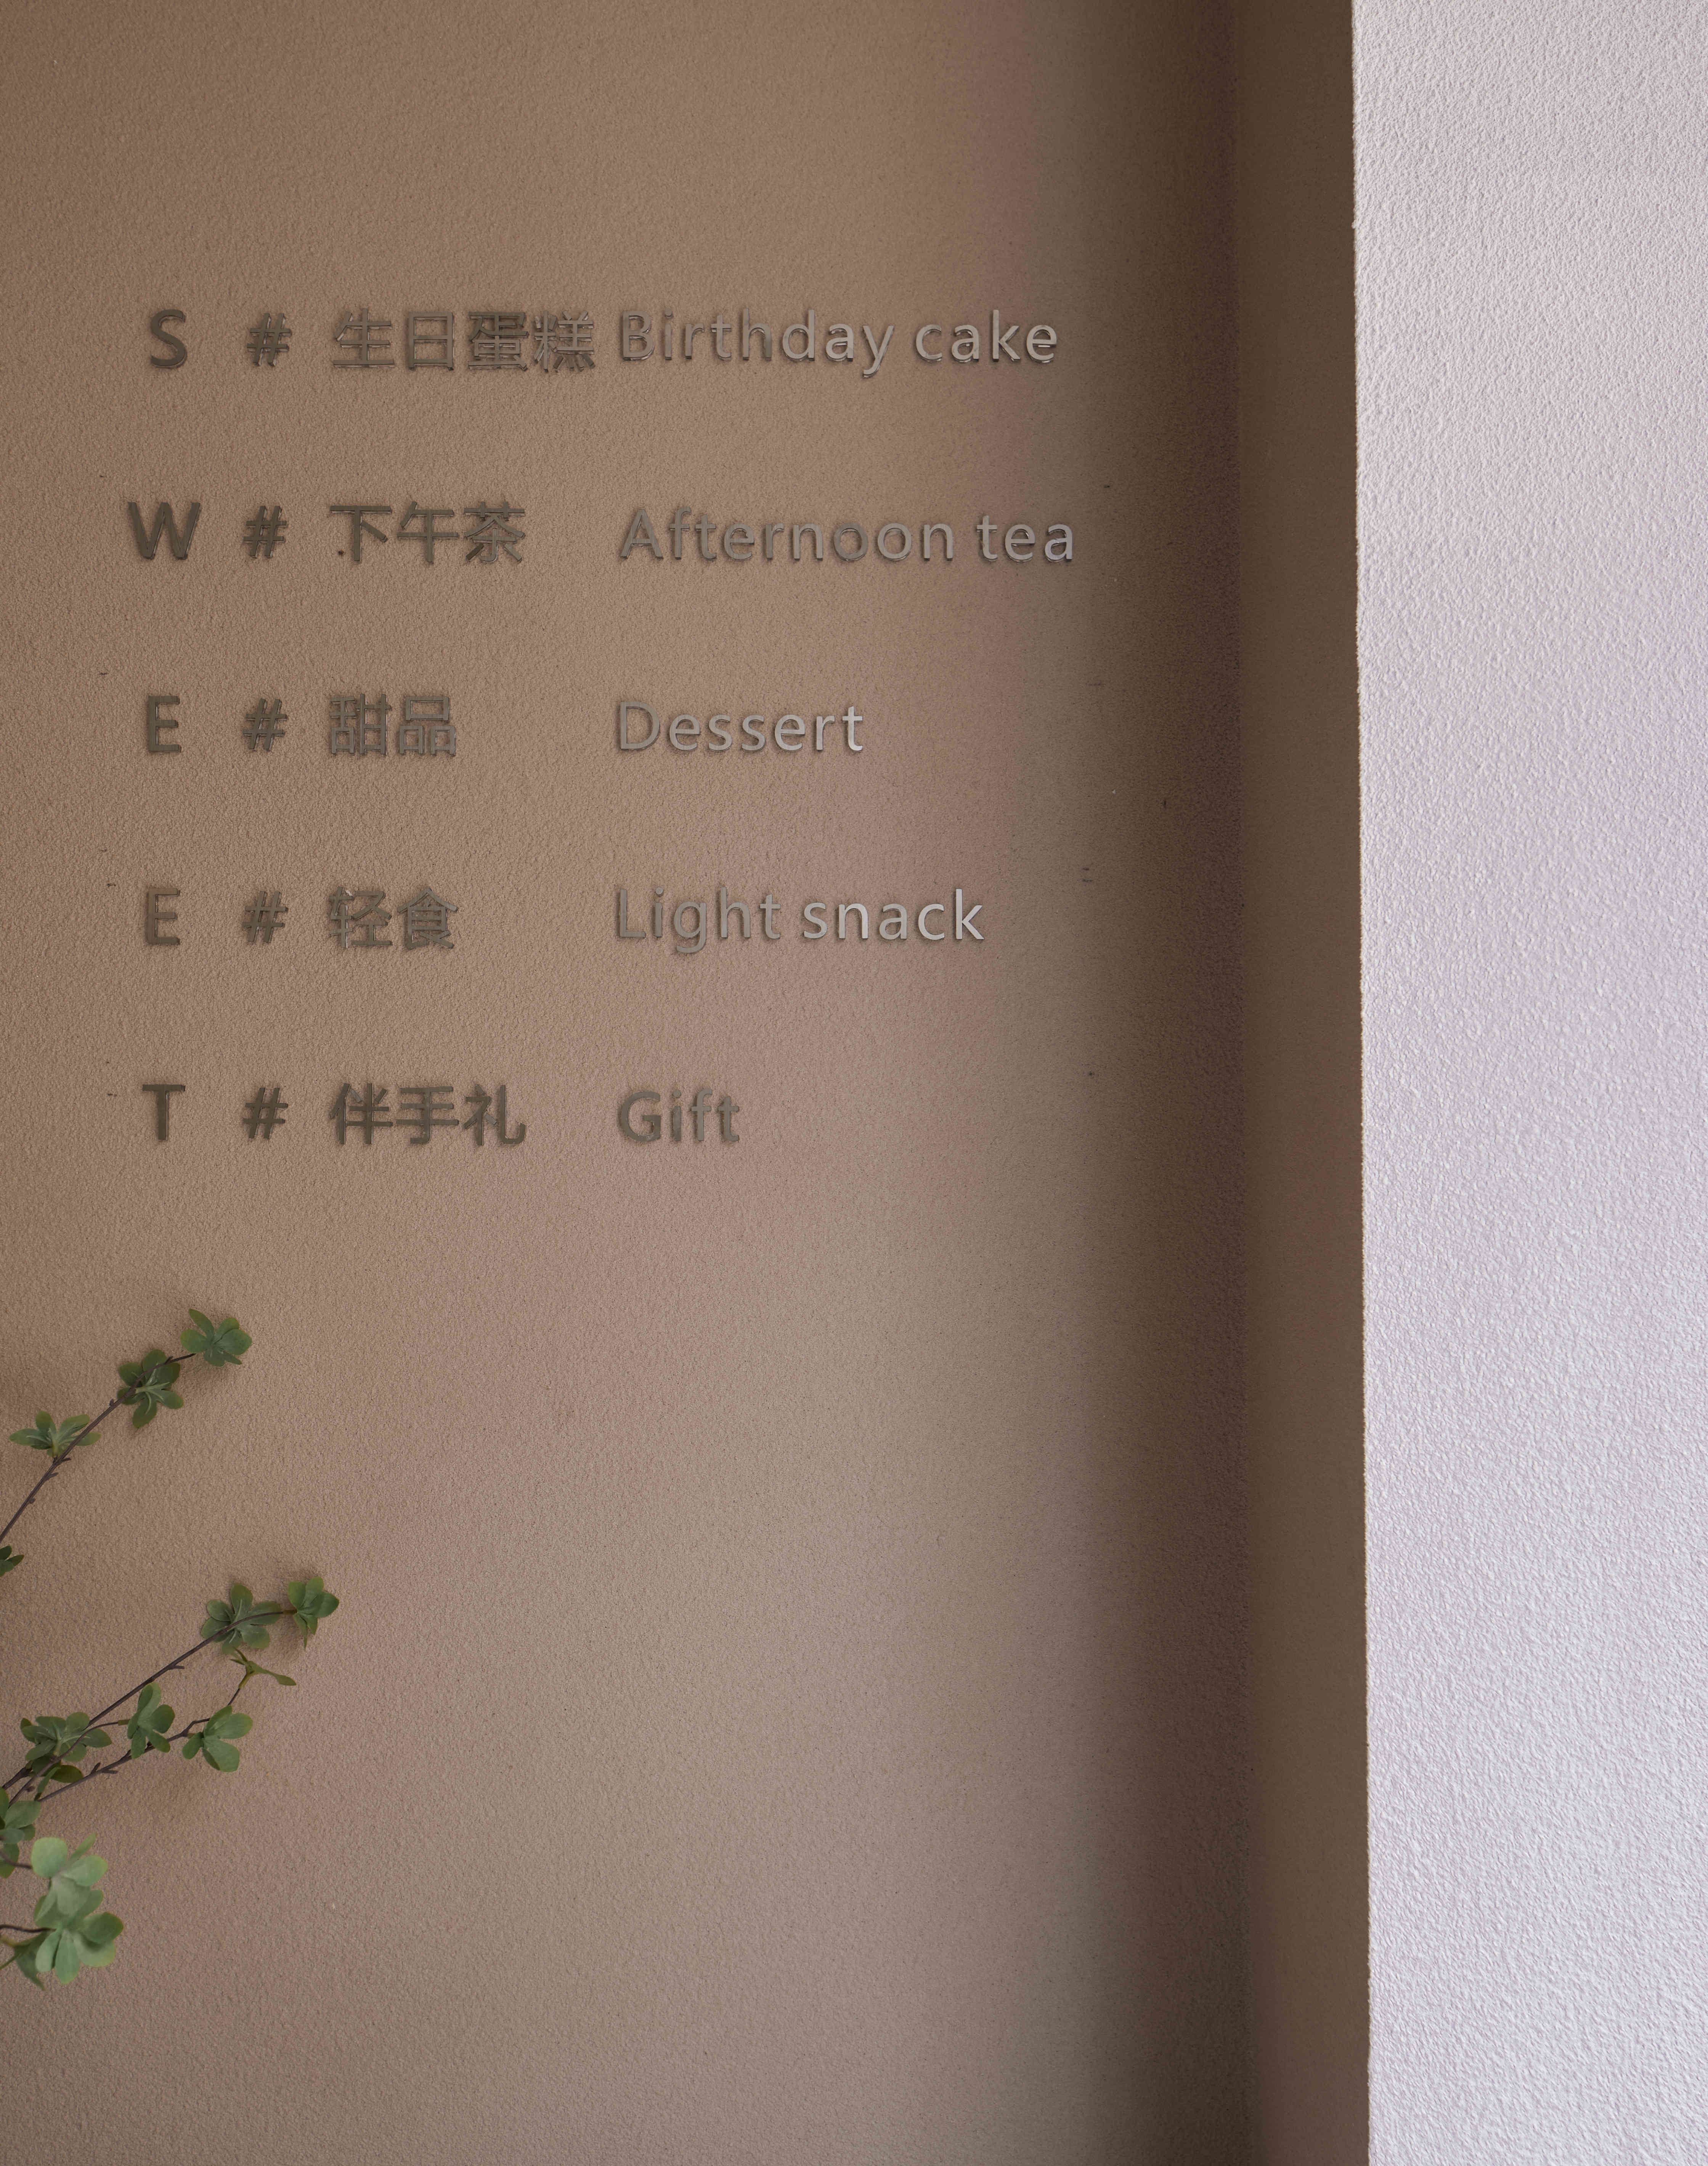 S # 生日蛋糕 Birthday cake
W # 下午茶 Afternoon tea
E # 甜品 Dessert
E # 轻食 Light snack
T # 伴手礼 Gift